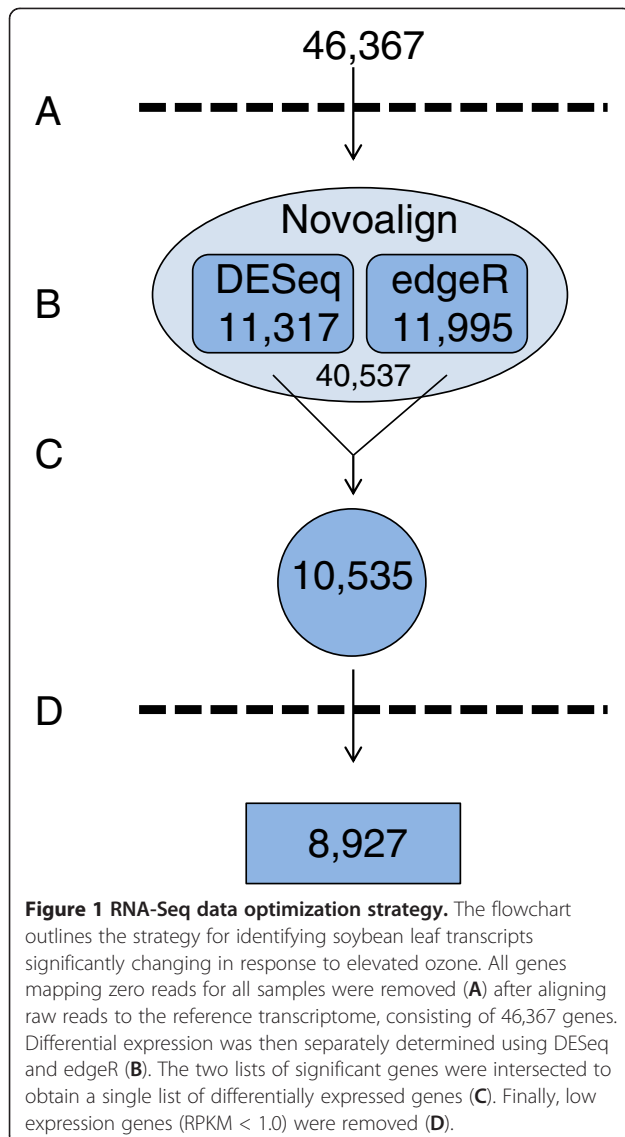 46,367
A
Novoalign
DESeq edgeR
B
11,317 11,995
40,537
C
10,535
D
8,927
Figure 1 RNA-Seq data optimization strategy. The flowchart
outlines the strategy for identifying soybean leaf transcripts
significantly changing in response to elevated ozone. All genes
mapping zero reads for all samples were removed (A) after aligning
raw reads to the reference transcriptome, consisting of 46,367 genes.
Differential expression was then separately determined using DESeq
and edgeR (B). The two lists of significant genes were intersected to
obtain a single list of differentially expressed genes (C). Finally, low
expression genes (RPKM < 1.0) were removed (D).